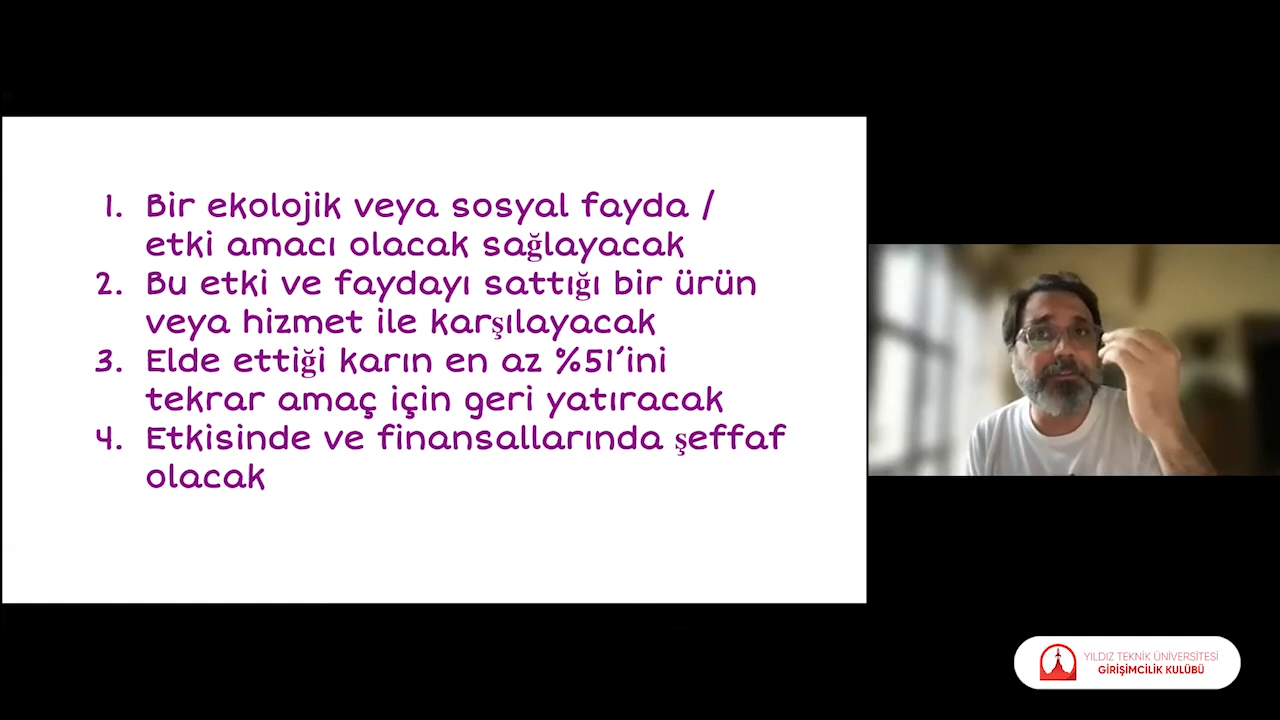 1. Bir ekolojik veya sosyal fayda /
etki amacı olacak sağlayacak
2. Bu etki ve faydayı sattığı bir ürün
veya hizmet ile karşılayacak
3. Elde ettiği karın en az %51'ini
tekrar amaç için geri yatıracak
4. Etkisinde ve finansallarında şeffaf
olacak
YILDIZ TEKNİK ÜNİVERSİTESİ
GİRİŞİMCİLİK KULÜBÜ